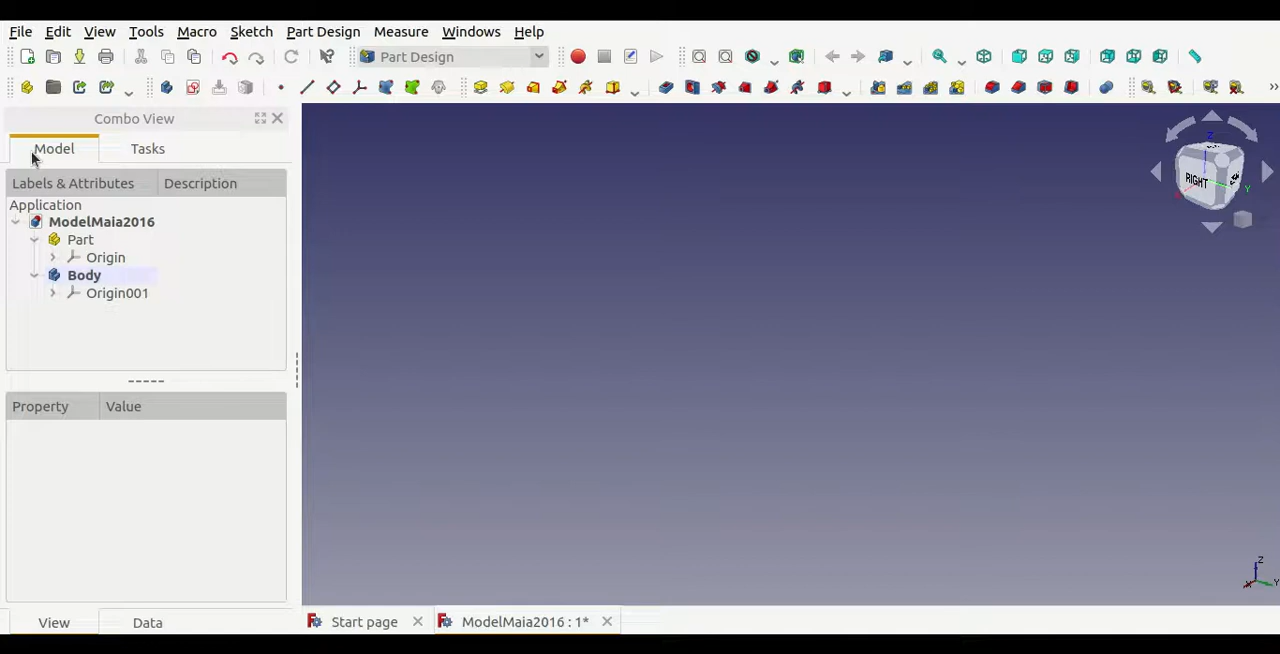 File Edit View Tools Macro Sketch Part Design Measure Windows Help
Part Design
Combo View
Model Tasks
Labels & Attributes Description
Application
ModelMaia2016
Part
Origin
Body
Origin001
Property Value
View Data
Start page ModelMaia2016 : 1*
Z
RIGHT
Y
Z
Y